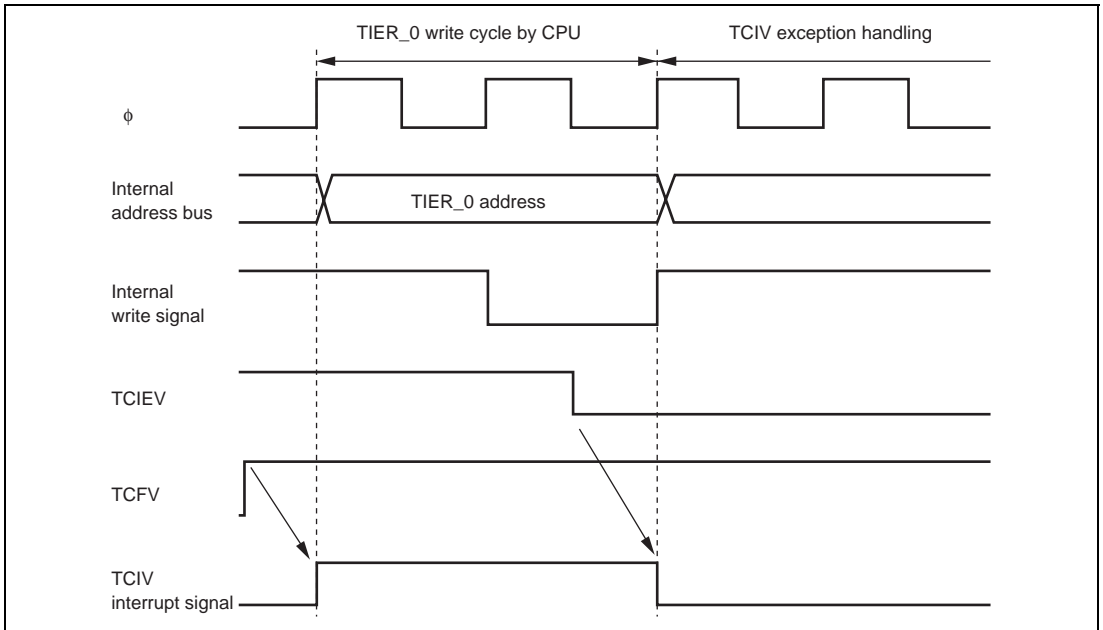 TIER_0 write cycle by CPU
TCIV exception handling
ϕ
Internal
address bus
TIER_0 address
Internal
write signal
TCIEV
TCFV
TCIV
interrupt signal